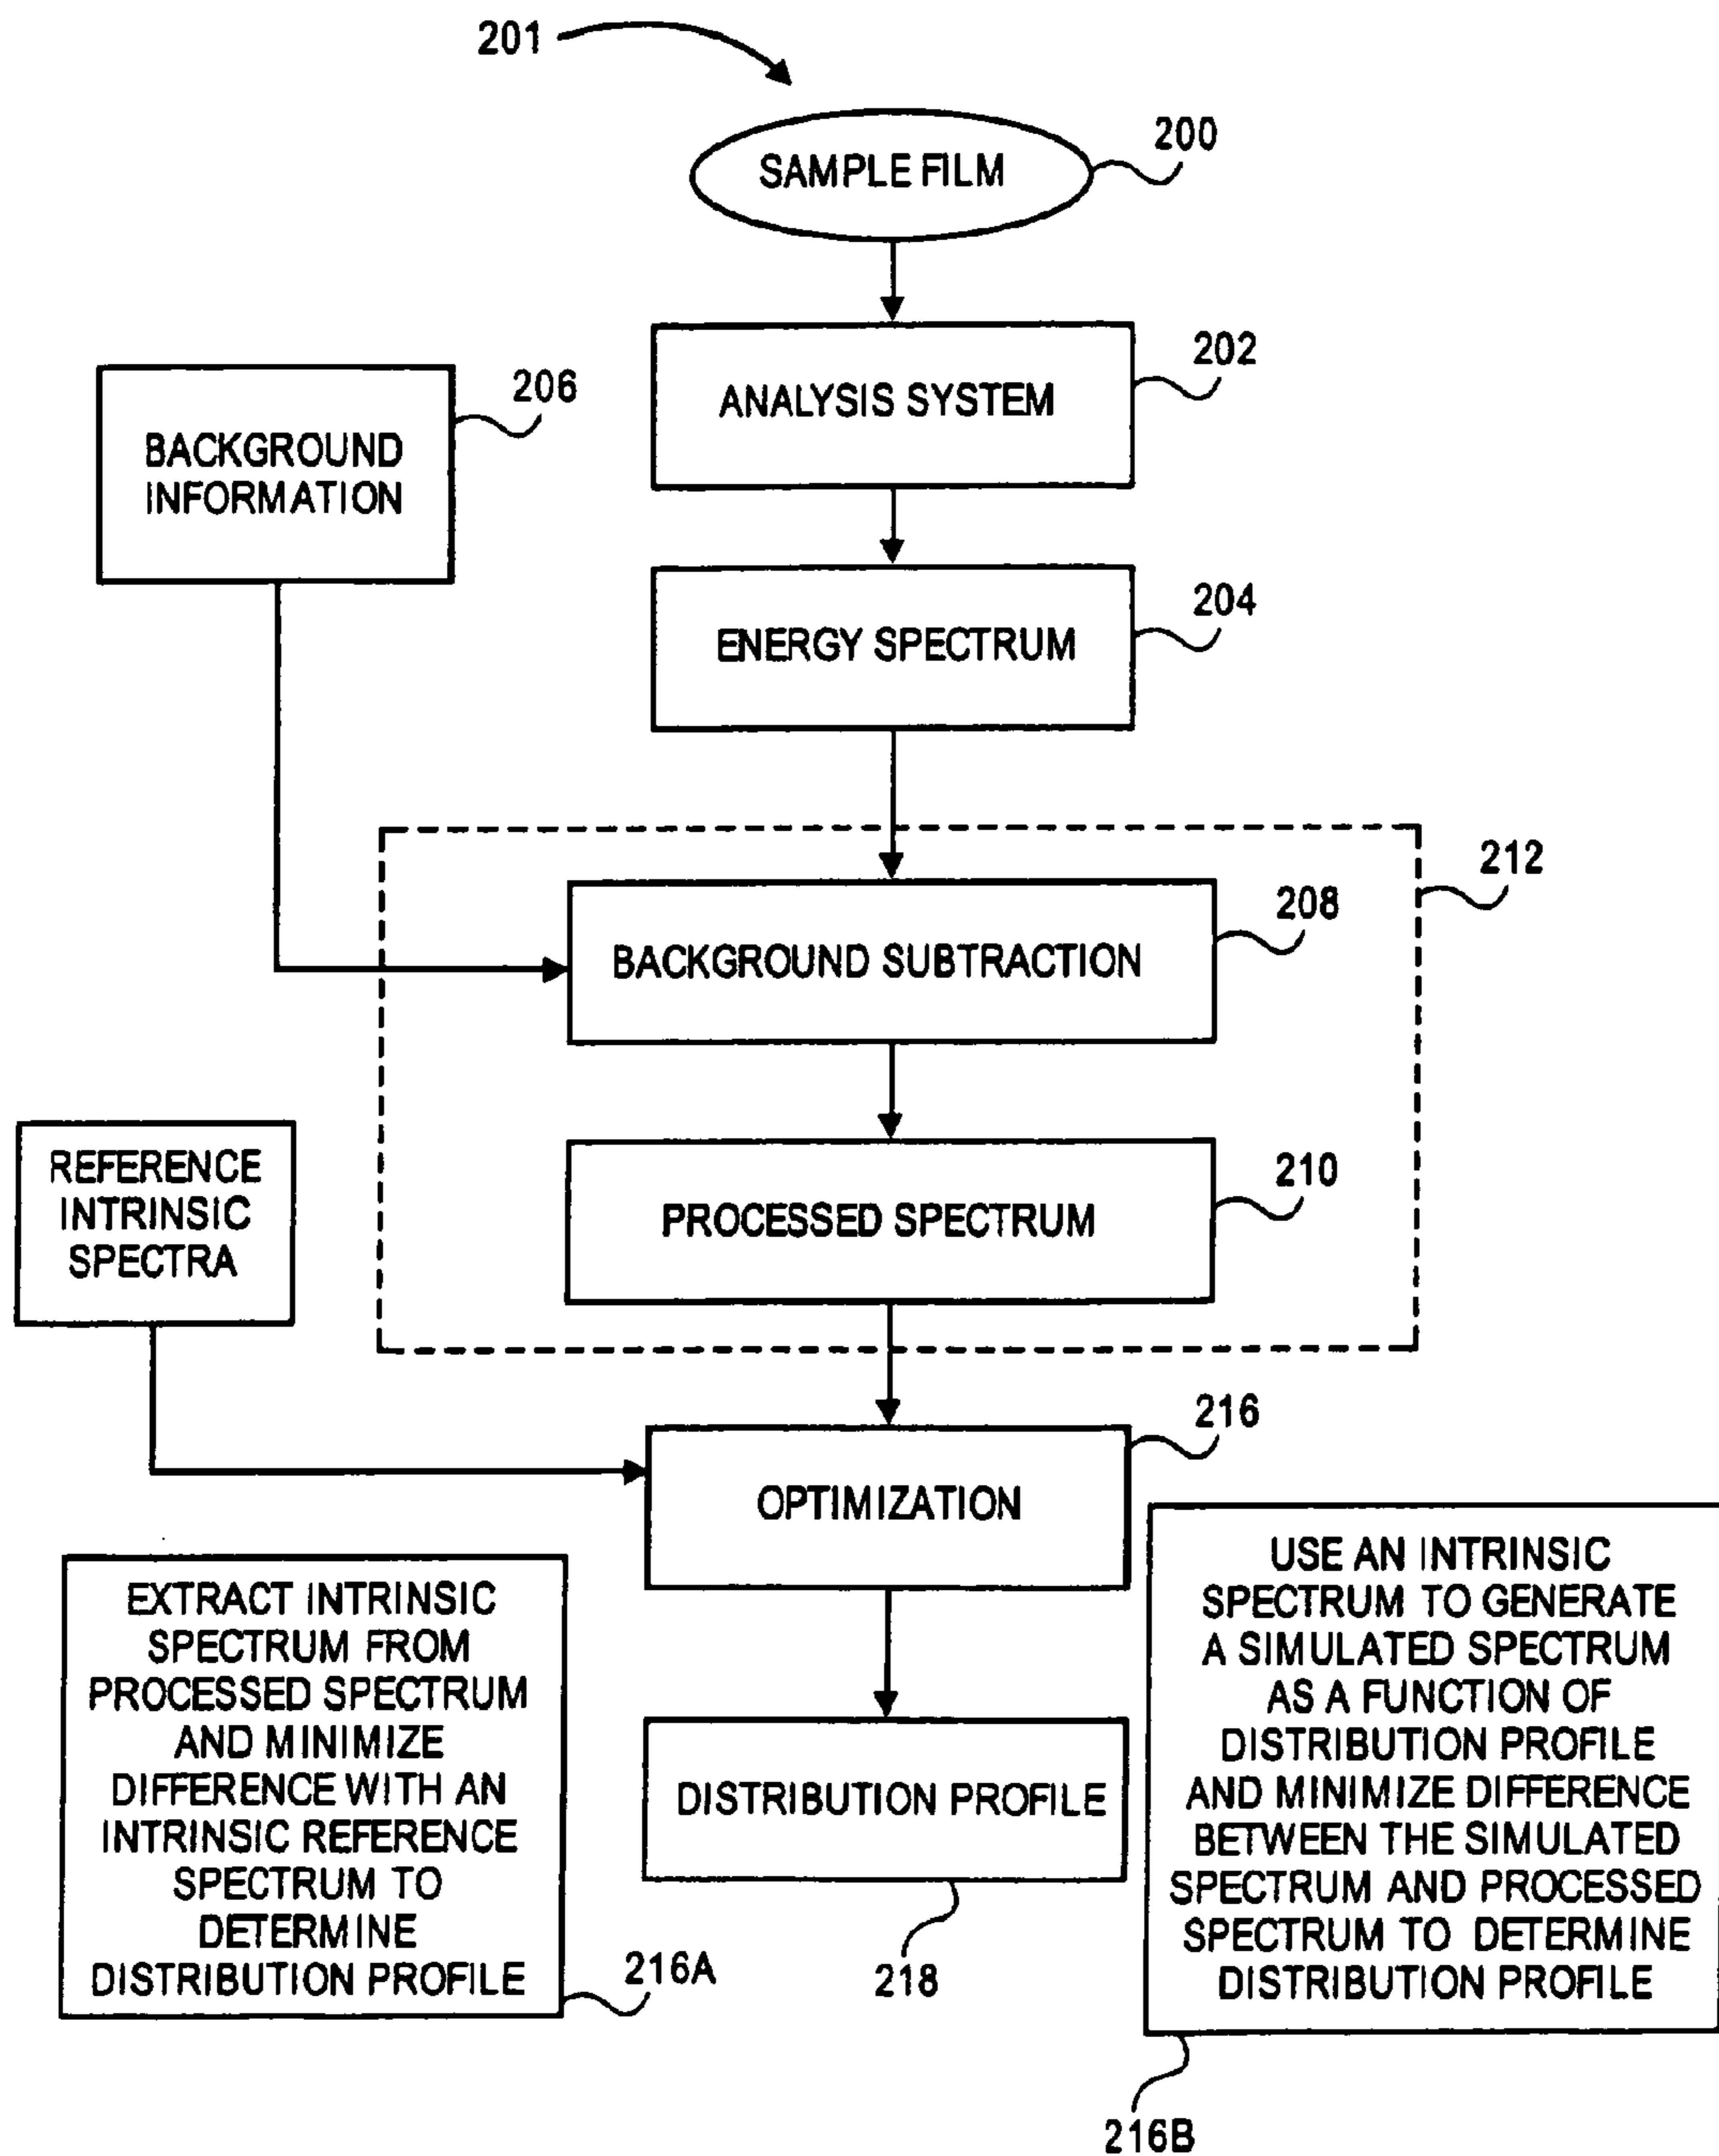 201
200
SAMPLE FILM
202
ANALYSIS SYSTEM
206
BACKGROUND
INFORMATION
204
ENERGY SPECTRUM
212
208
BACKGROUND SUBTRACTION
REFERENCE
INTRINSIC
SPECTRA
210
PROCESSED SPECTRUM
216
OPTIMIZATION
EXTRACT INTRINSIC
SPECTRUM FROM
PROCESSED SPECTRUM
AND MINIMIZE
DIFFERENCE WITH AN
INTRINSIC REFERENCE
SPECTRUM TO
DETERMINE
DISTRIBUTION PROFILE
216A
DISTRIBUTION PROFILE
218
USE AN INTRINSIC
SPECTRUM TO GENERATE
A SIMULATED SPECTRUM
AS A FUNCTION OF
DISTRIBUTION PROFILE
AND MINIMIZE DIFFERENCE
BETWEEN THE SIMULATED
SPECTRUM AND PROCESSED
SPECTRUM TO DETERMINE
DISTRIBUTION PROFILE
216B